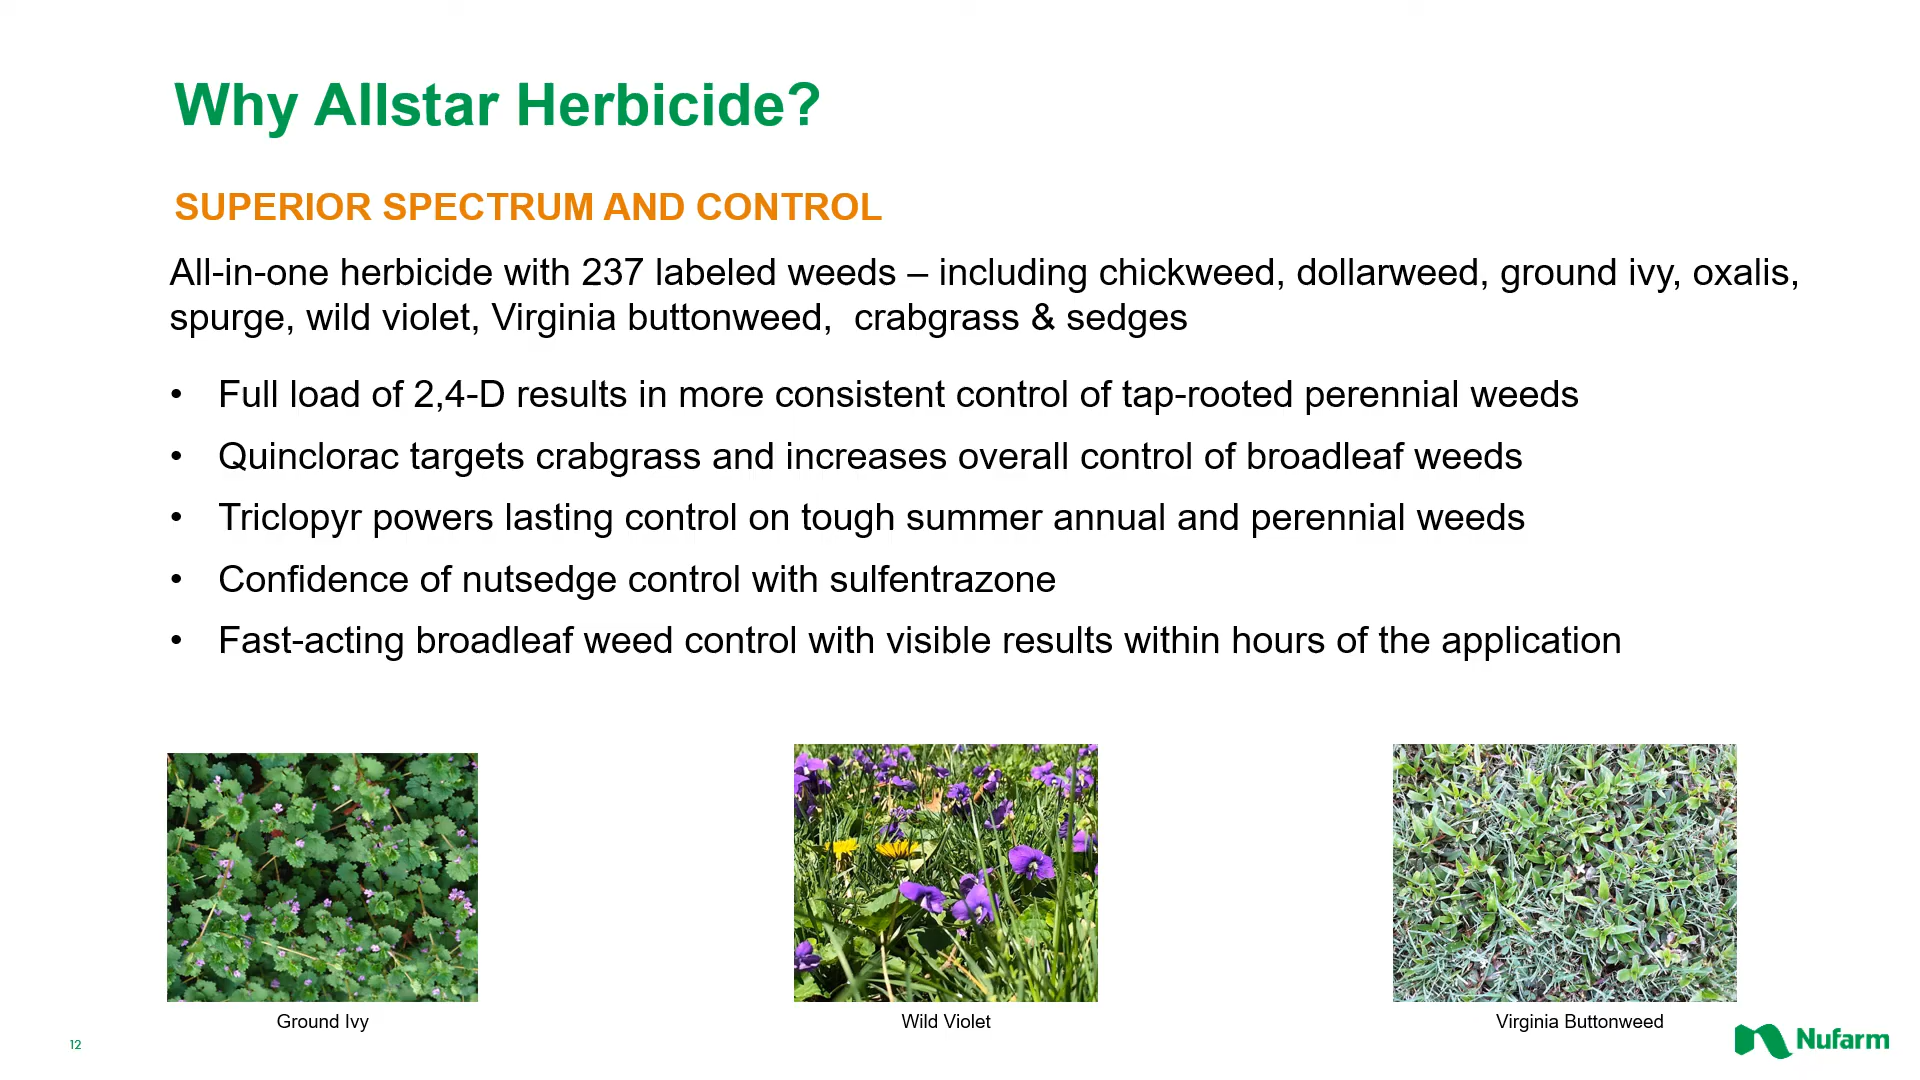 Why Allstar Herbicide?
SUPERIOR SPECTRUM AND CONTROL
All-in-one herbicide with 237 labeled weeds – including chickweed, dollarweed, ground ivy, oxalis,
spurge, wild violet, Virginia buttonweed,  crabgrass & sedges
• Full load of 2,4-D results in more consistent control of tap-rooted perennial weeds
• Quinclorac targets crabgrass and increases overall control of broadleaf weeds
• Triclopyr powers lasting control on tough summer annual and perennial weeds
• Confidence of nutsedge control with sulfentrazone
• Fast-acting broadleaf weed control with visible results within hours of the application
Ground Ivy
Wild Violet
Virginia Buttonweed
12
Nufarm